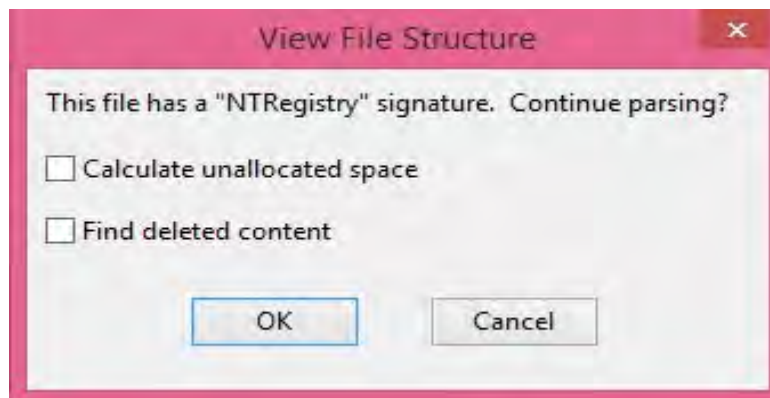 View File Structure
This file has a "NTRegistry" signature.  Continue parsing?
Calculate unallocated space
Find deleted content
OK Cancel